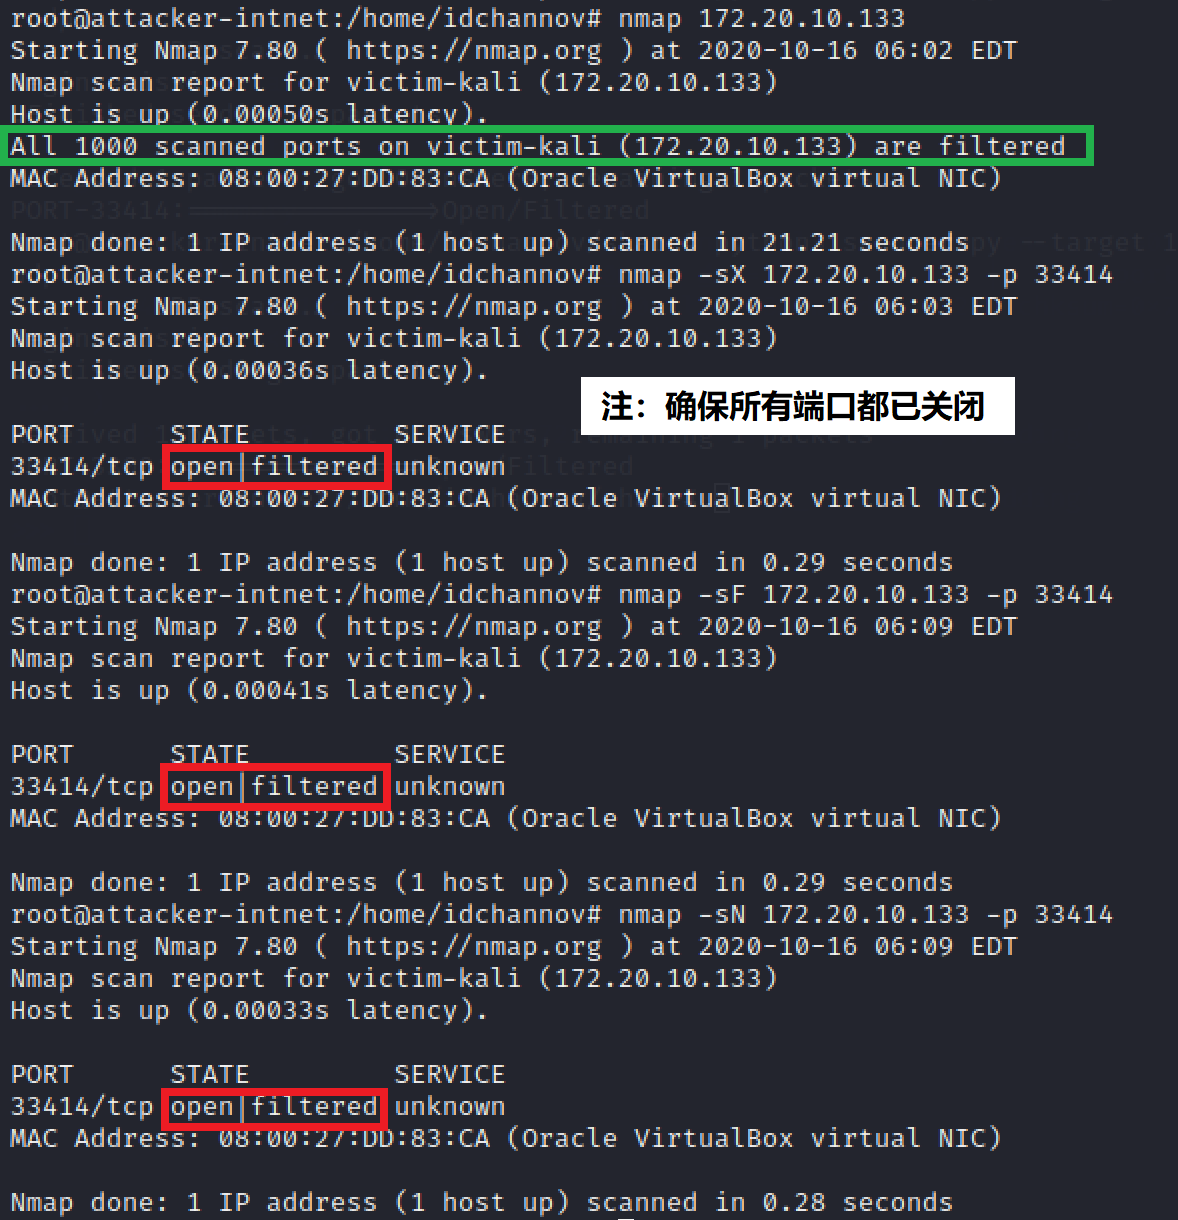 root@attacker-intnet:/home/idchannov# nmap 172.20.10.133
Starting Nmap 7.80 ( https://nmap.org ) at 2020-10-16 06:02 EDT
Nmap scan report for victim-kali (172.20.10.133)
Host is up (0.00050s latency).
All 1000 scanned ports on victim-kali (172.20.10.133) are filtered
MAC Address: 08:00:27:DD:83:CA (Oracle VirtualBox virtual NIC)
PORT-33414:===============>Open/Filtered
Nmap done: 1 IP address (1 host up) scanned in 21.21 seconds
root@attacker-intnet:/home/idchannov# nmap -sX 172.20.10.133 -p 33414
Starting Nmap 7.80 ( https://nmap.org ) at 2020-10-16 06:03 EDT
Nmap scan report for victim-kali (172.20.10.133)
Host is up (0.00036s latency).
注：确保所有端口都已关闭
PORT STATE SERVICE
33414/tcp open|filtered unknown
MAC Address: 08:00:27:DD:83:CA (Oracle VirtualBox virtual NIC)
Nmap done: 1 IP address (1 host up) scanned in 0.29 seconds
root@attacker-intnet:/home/idchannov# nmap -sF 172.20.10.133 -p 33414
Starting Nmap 7.80 ( https://nmap.org ) at 2020-10-16 06:09 EDT
Nmap scan report for victim-kali (172.20.10.133)
Host is up (0.00041s latency).
PORT STATE SERVICE
33414/tcp open|filtered unknown
MAC Address: 08:00:27:DD:83:CA (Oracle VirtualBox virtual NIC)
Nmap done: 1 IP address (1 host up) scanned in 0.29 seconds
root@attacker-intnet:/home/idchannov# nmap -sN 172.20.10.133 -p 33414
Starting Nmap 7.80 ( https://nmap.org ) at 2020-10-16 06:09 EDT
Nmap scan report for victim-kali (172.20.10.133)
Host is up (0.00033s latency).
PORT STATE SERVICE
33414/tcp open|filtered unknown
MAC Address: 08:00:27:DD:83:CA (Oracle VirtualBox virtual NIC)
Nmap done: 1 IP address (1 host up) scanned in 0.28 seconds